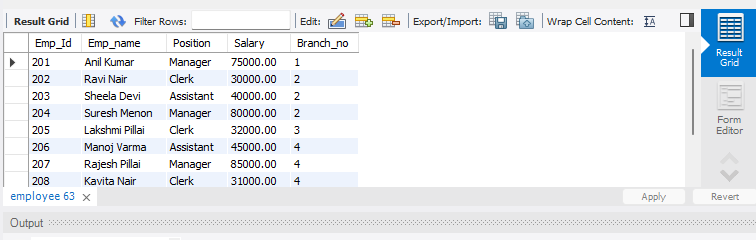 Result Grid Filter Rows: Edit: Export/Import: Wrap Cell Content: IA
Emp_Id Emp_name Position Salary Branch_no
201 Anil Kumar Manager 75000.00 1
202 Ravi Nair Clerk 30000.00 2
203 Sheela Devi Assistant 40000.00 2
204 Suresh Menon Manager 80000.00 2
205 Lakshmi Pillai Clerk 32000.00 3
206 Manoj Varma Assistant 45000.00 4
207 Rajesh Pillai Manager 85000.00 4
208 Kavita Nair Clerk 31000.00 4
Result
Grid
Form
Editor
employee 63 Apply Revert
Output